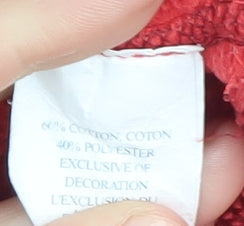 60% COTTON, COTON
40% POLYESTER
EXCLUSIVE OF
DECORATION
L'EXCLUSION DU